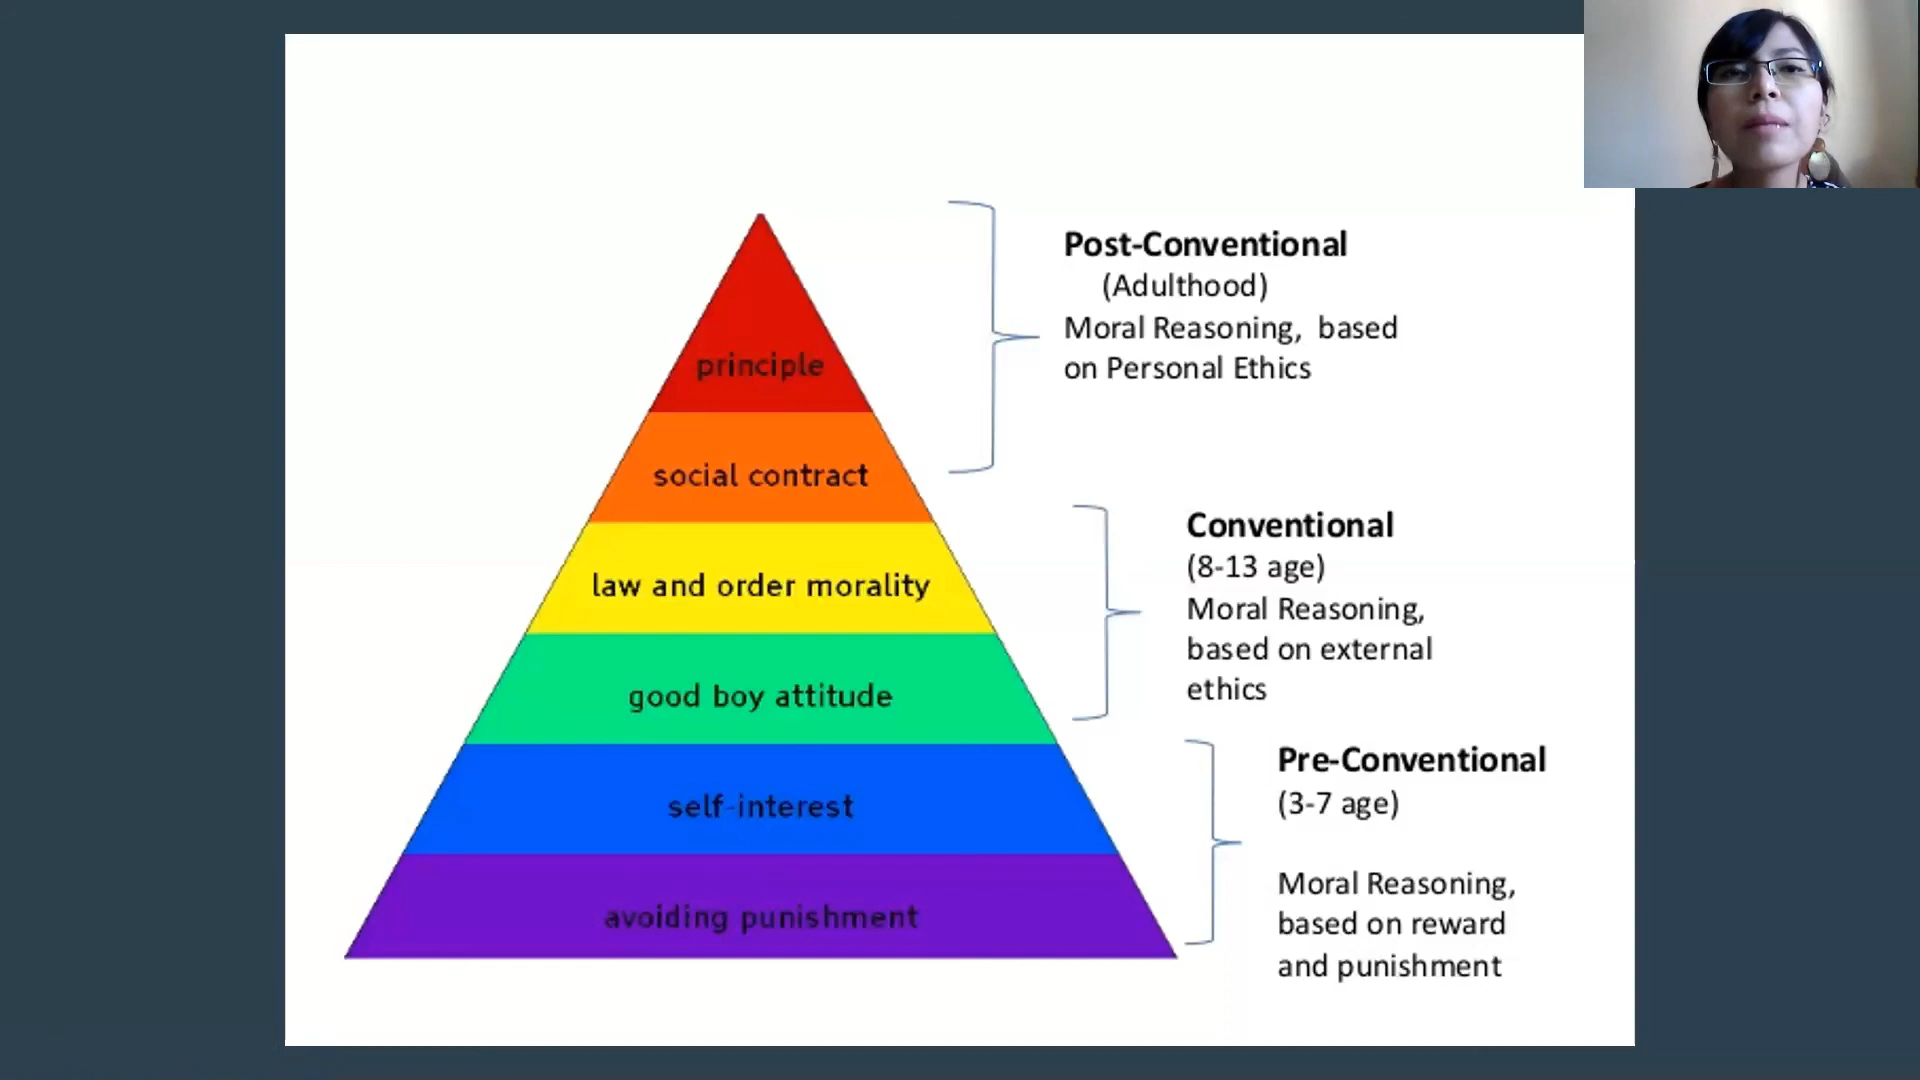 principle
social contract
law and order morality
good boy attitude
self-interest
avoiding punishment
Post-Conventional
(Adulthood)
Moral Reasoning, based
on Personal Ethics
Conventional
(8-13 age)
Moral Reasoning,
based on external
ethics
Pre-Conventional
(3-7 age)
Moral Reasoning,
based on reward
and punishment